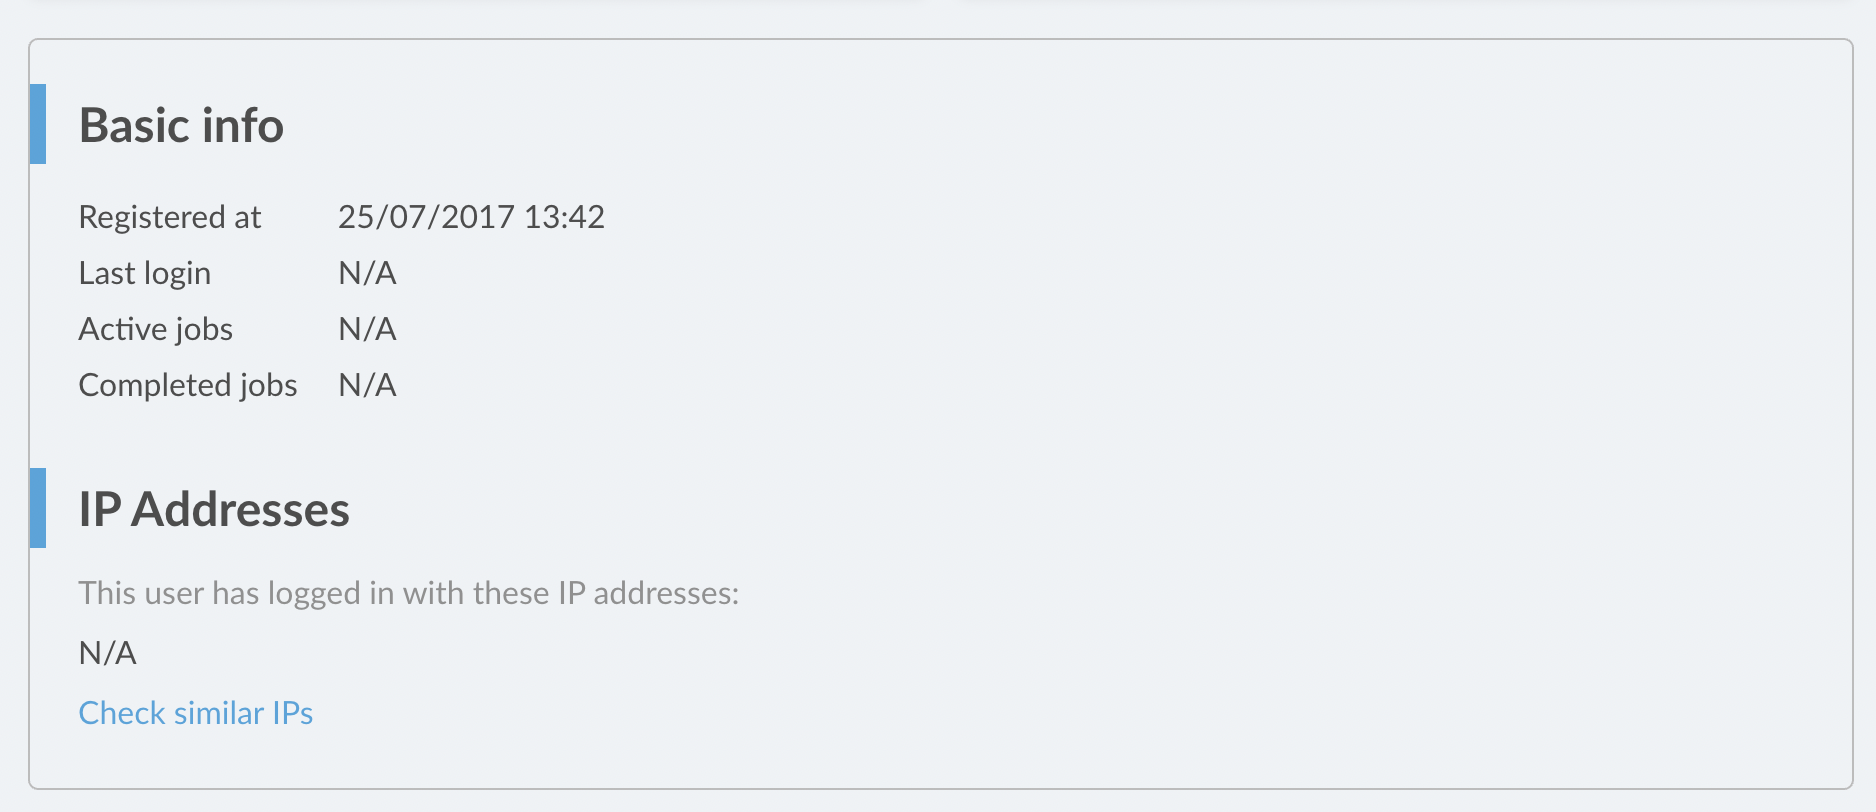 Basic info
Registered at 25/07/2017 13:42
Last login N/A
Active jobs N/A
Completed jobs N/A
IP Addresses
This user has logged in with these IP addresses:
N/A
Check similar IPs